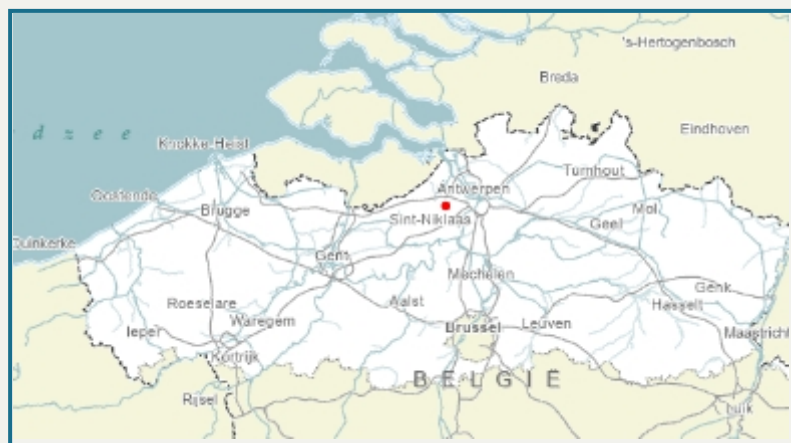 's-Hertogenbosch
Breda
d z e e
Eindhoven
Knokke-Heist
Turnhout
Antwerpen
Oostende
Brugge
Mol
Sint-Niklaas
Geel
Duinkerke
Gent
Mechelen
Genk
Roeselare
Aalst
Hasselt
Waregem
Brussel
Leuven
Ieper
Maastricht
Kortrijk
BELGIË
Rijsel
Luik